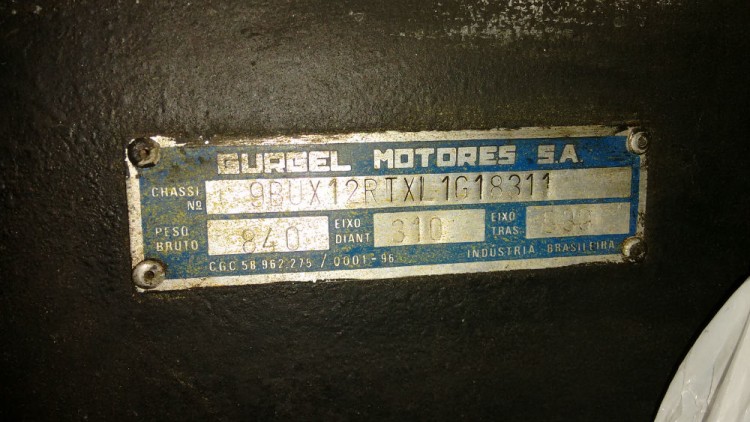 GURGEL MOTORES S.A.
CHASSI Nº 9BUX12RTXL1G18311
PESO BRUTO 840 EIXO DIANT 310 EIXO TRAS 530
C.G.C 58 962 275 / 0001-96 INDÚSTRIA BRASILEIRA